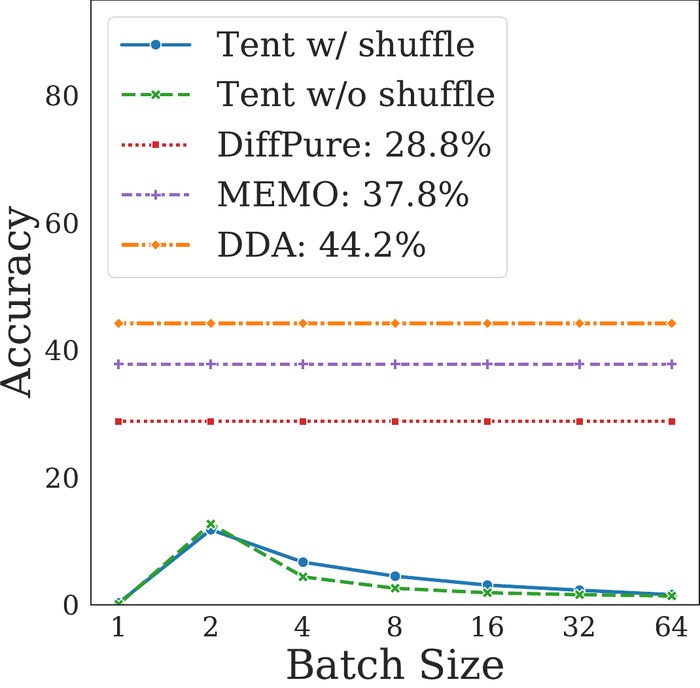 Tent w/ shuffle
Tent w/o shuffle
DiffPure: 28.8%
MEMO: 37.8%
DDA: 44.2%
Accuracy
80
60
40
20
0
1 2 4 8 16 32 64
Batch Size